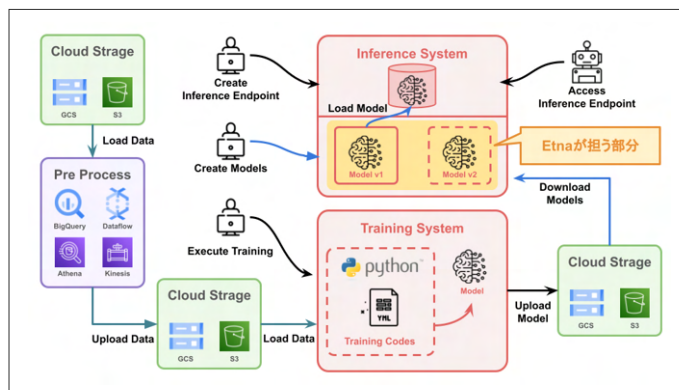 Cloud Strage
GCS
S3
Load Data
Pre Process
BigQuery
Dataflow
Athena
Kinesis
Upload Data
Cloud Strage
GCS
S3
Load Data
Create
Inference Endpoint
Create Models
Execute Training
Inference System
Load Model
Model v1
Model v2
Access
Inference Endpoint
Etnaが担う部分
Download
Models
Training System
python™
YML
Training Codes
Model
Upload
Model
Cloud Strage
GCS
S3